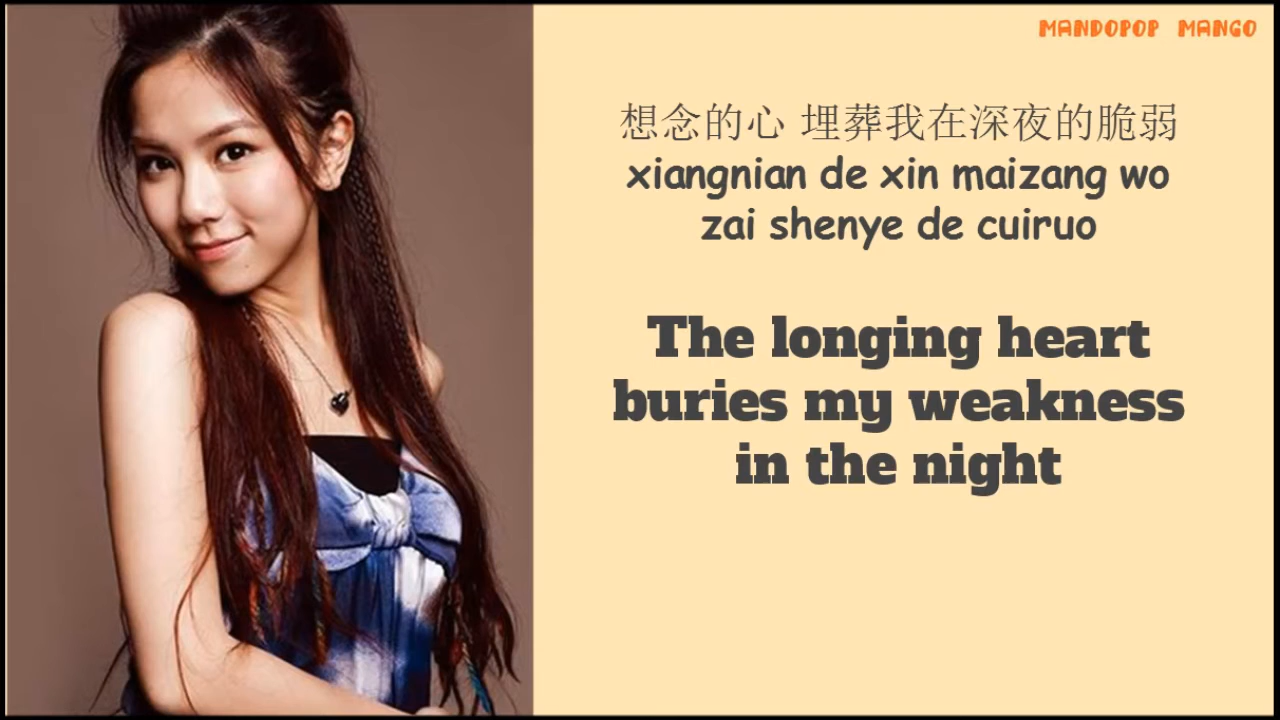 MANDOPOP MANGO
想念的心 埋葬我在深夜的脆弱
xiangnian de xin maizang wo
zai shenye de cuiruo
The longing heart
buries my weakness
in the night